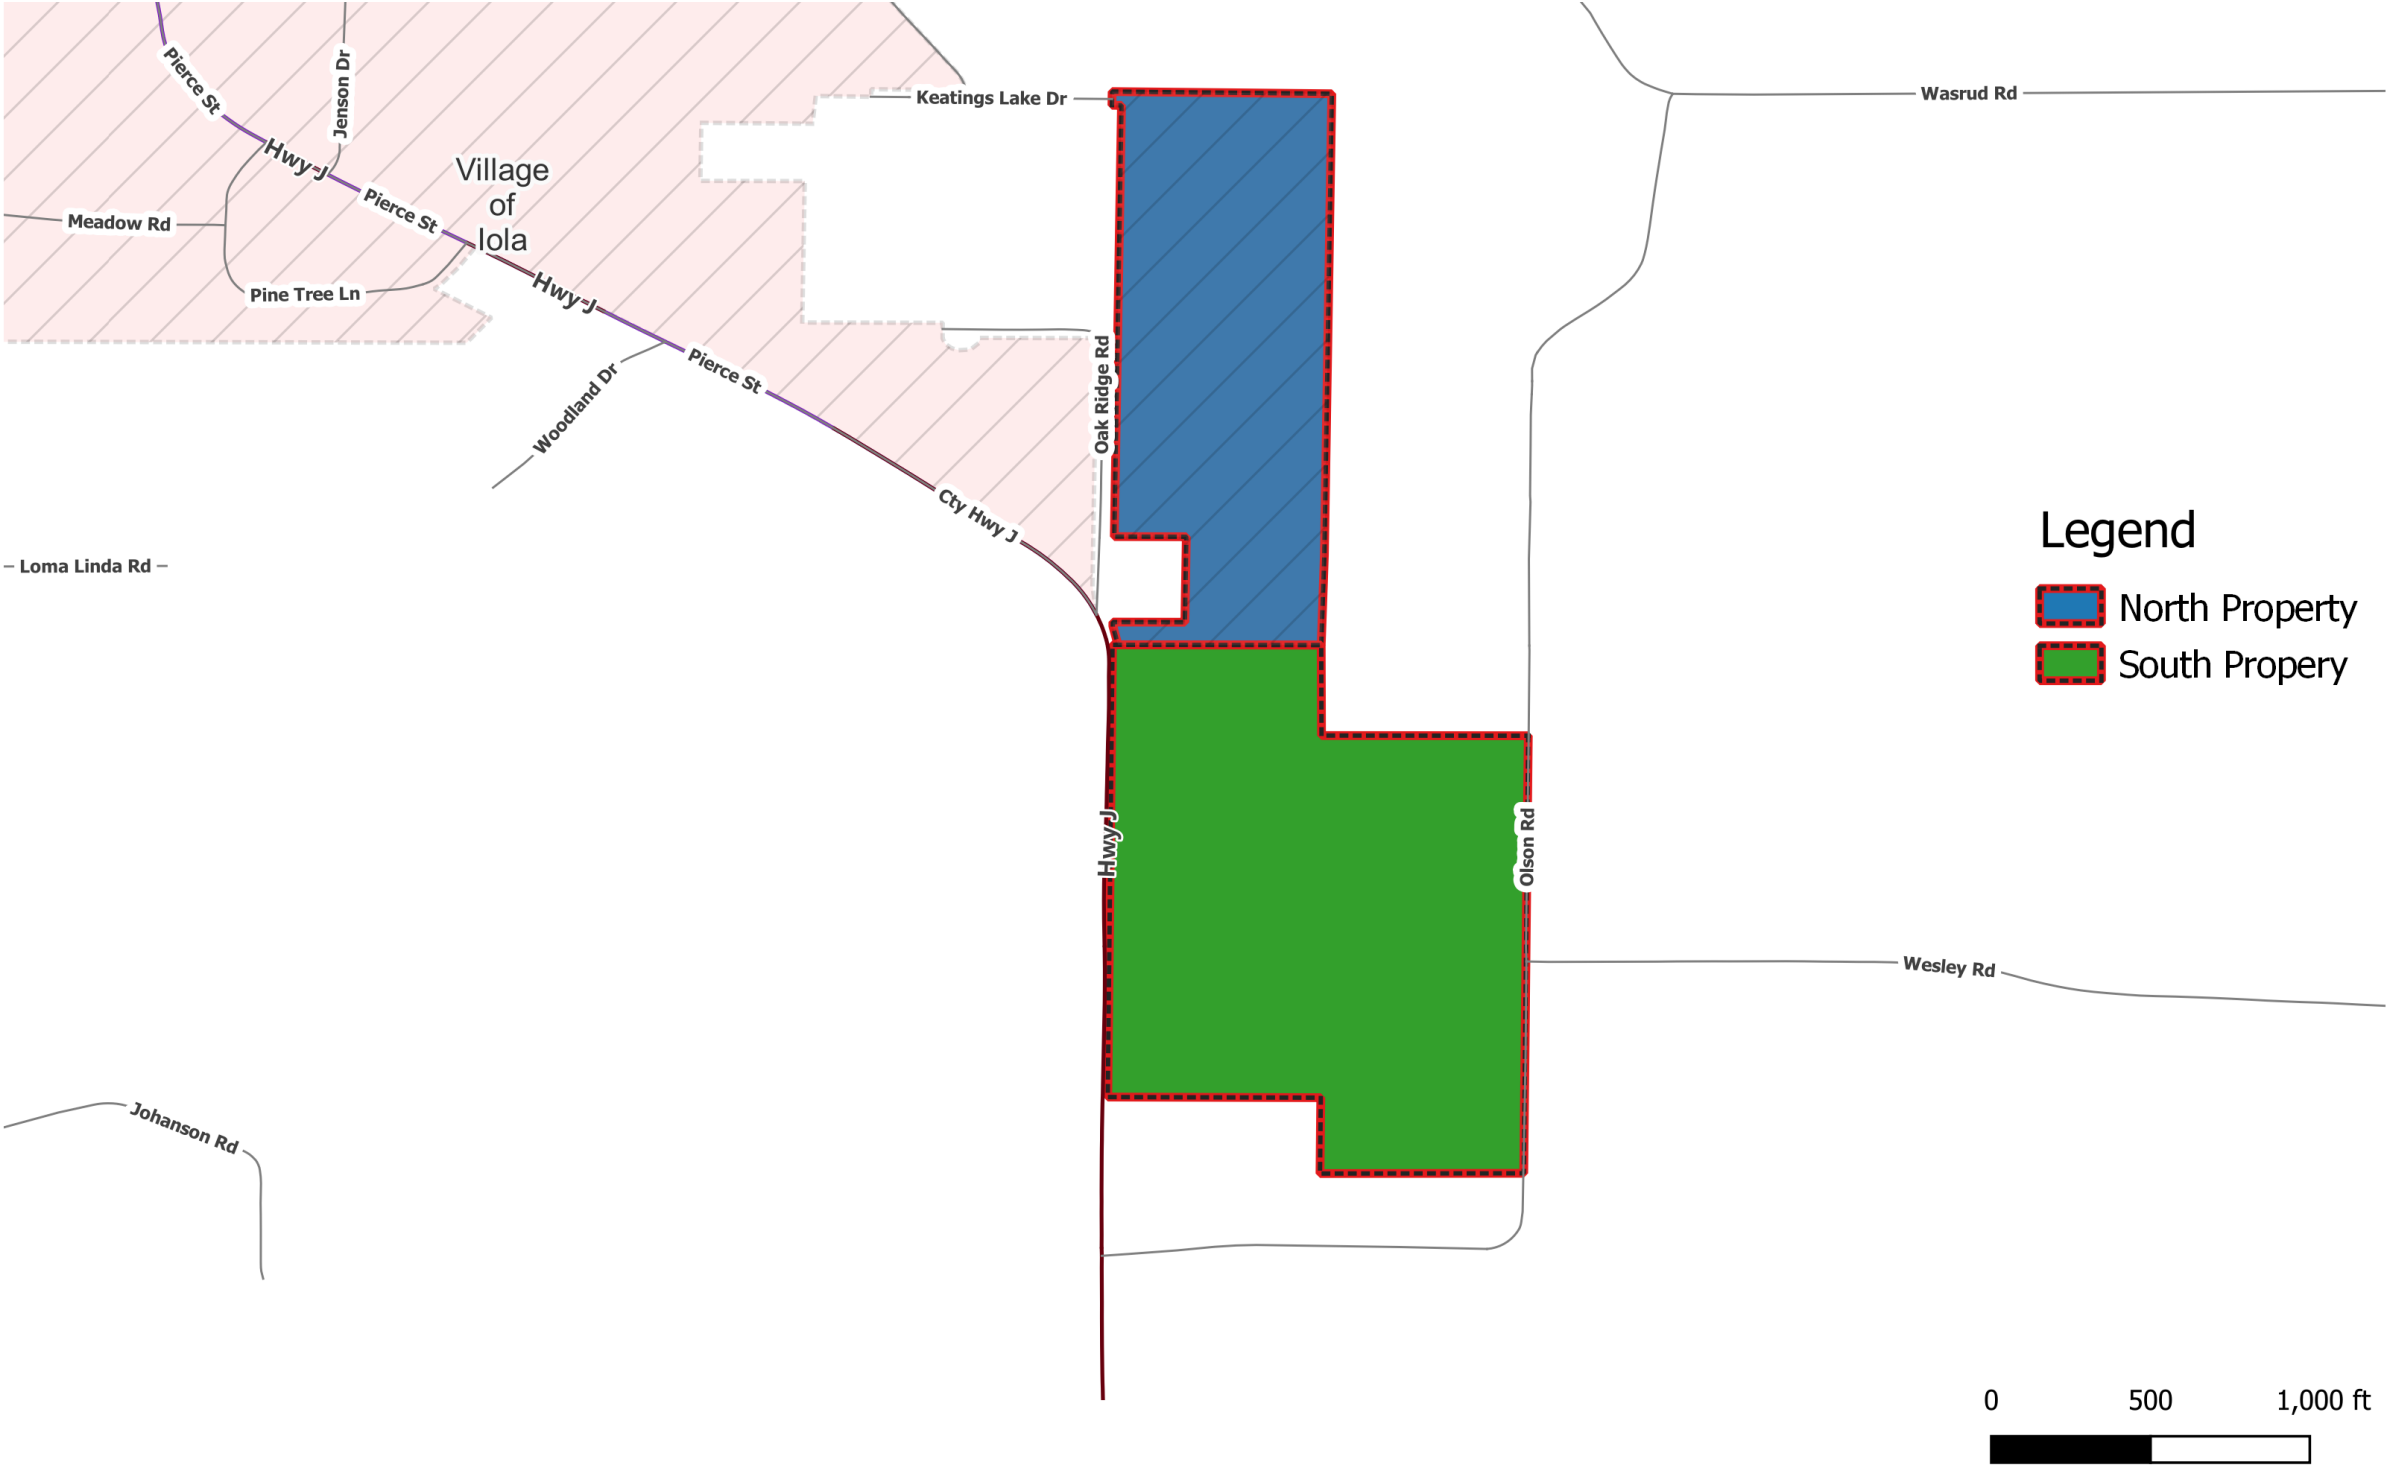 Pierce St
Jenson Dr
Keatings Lake Dr
Wasrud Rd
Hwy J
Village
of
Iola
Pierce St
Meadow Rd
Pine Tree Ln
Hwy J
Pierce St
Woodland Dr
Oak Ridge Rd
Cty Hwy J
Loma Linda Rd
Legend
North Property
South Propery
Hwy J
Olson Rd
Wesley Rd
Johanson Rd
0 500 1,000 ft